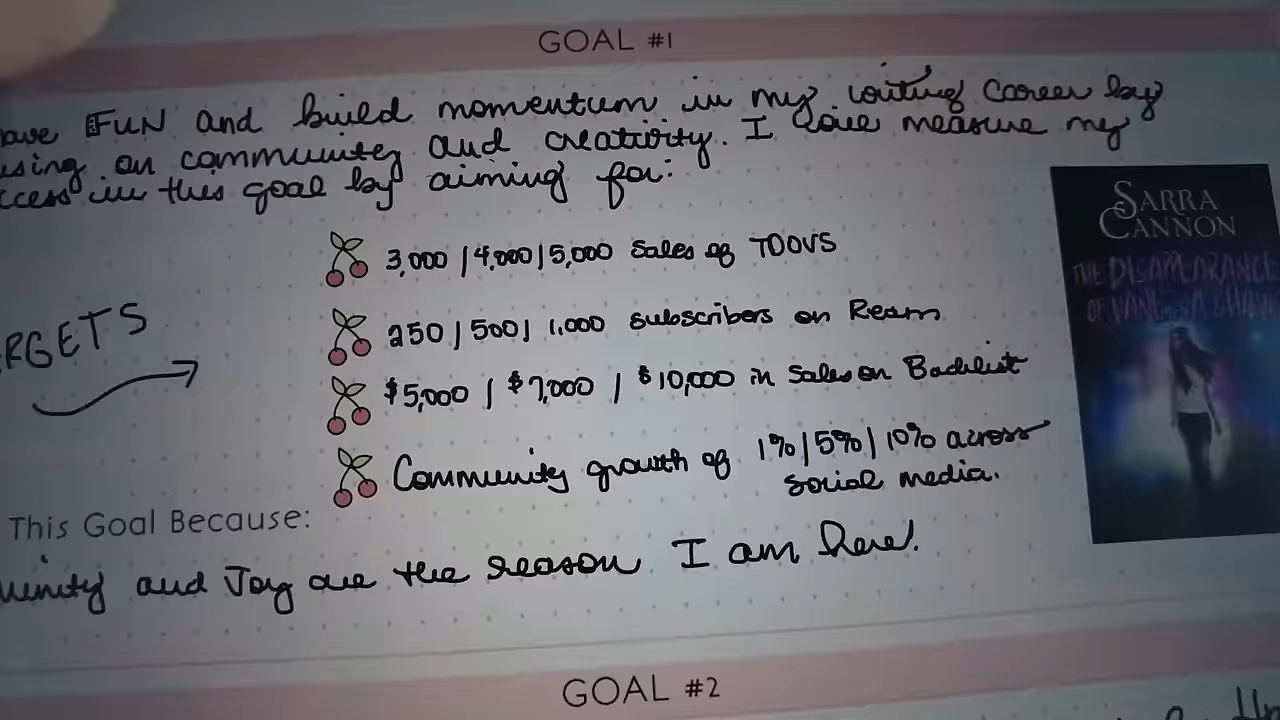 GOAL #1
FUN and build momentum in my writing career by
on community and creativity. I measure my
in this goal by aiming for:
3,000 | 4,000 | 5,000 Sales of TDOVS
250 | 500 | 1,000 subscribers on Ream
$5,000 | $7,000 | $10,000 in Sales on Backlist
Community growth of 1% | 5% | 10% across
social media.
This Goal Because:
and Joy are the reason I am here!
SARRA
CANNON
THE DISAPPEARANCE
OF
GOAL #2